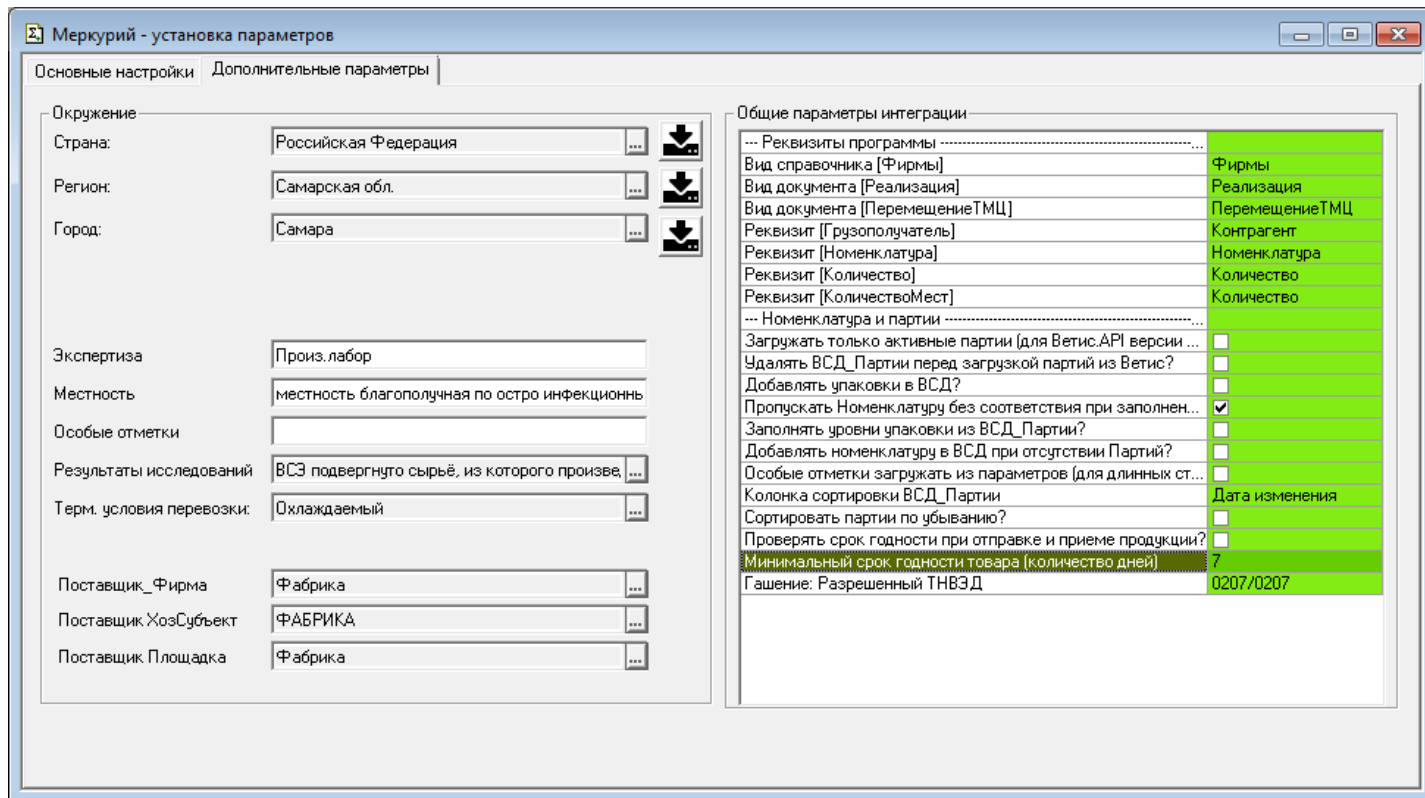 Меркурий - установка параметров
Основные настройки
Дополнительные параметры
Окружение
Страна: Российская Федерация ...
Регион: Самарская обл. ...
Город: Самара ...
Экспертиза Произ.лабор
Местность местность благополучная по остро инфекционнь
Особые отметки
Результаты исследований ВСЭ подвергнуто сырьё, из которого произве, ...
Терм. условия перевозки: Охлаждаемый ...
Поставщик_Фирма Фабрика ...
Поставщик ХозСубъект ФАБРИКА ...
Поставщик Площадка Фабрика ...
Общие параметры интеграции
--- Реквизиты программы ---------------------------------------------------...
Вид справочника [Фирмы] Фирмы
Вид документа [Реализация] Реализация
Вид документа [ПеремещениеТМЦ] ПеремещениеТМЦ
Реквизит [Грузополучатель] Контрагент
Реквизит [Номенклатура] Номенклатура
Реквизит [Количество] Количество
Реквизит [КоличествоМест] Количество
--- Номенклатура и партии ---------------------------------------------------...
Загружать только активные партии (для Ветис.API версии ...
Удалять ВСД_Партии перед загрузкой партий из Ветис?
Добавлять упаковки в ВСД?
Пропускать Номенклатуру без соответствия при заполнен...
Заполнять уровни упаковки из ВСД_Партии?
Добавлять номенклатуру в ВСД при отсутствии Партий?
Особые отметки загружать из параметров (для длинных ст...
Колонка сортировки ВСД_Партии Дата изменения
Сортировать партии по убыванию?
Проверять срок годности при отправке и приеме продукции?
Минимальный срок годности товара (количество дней) 7
Гашение: Разрешенный ТНВЭД 0207/0207